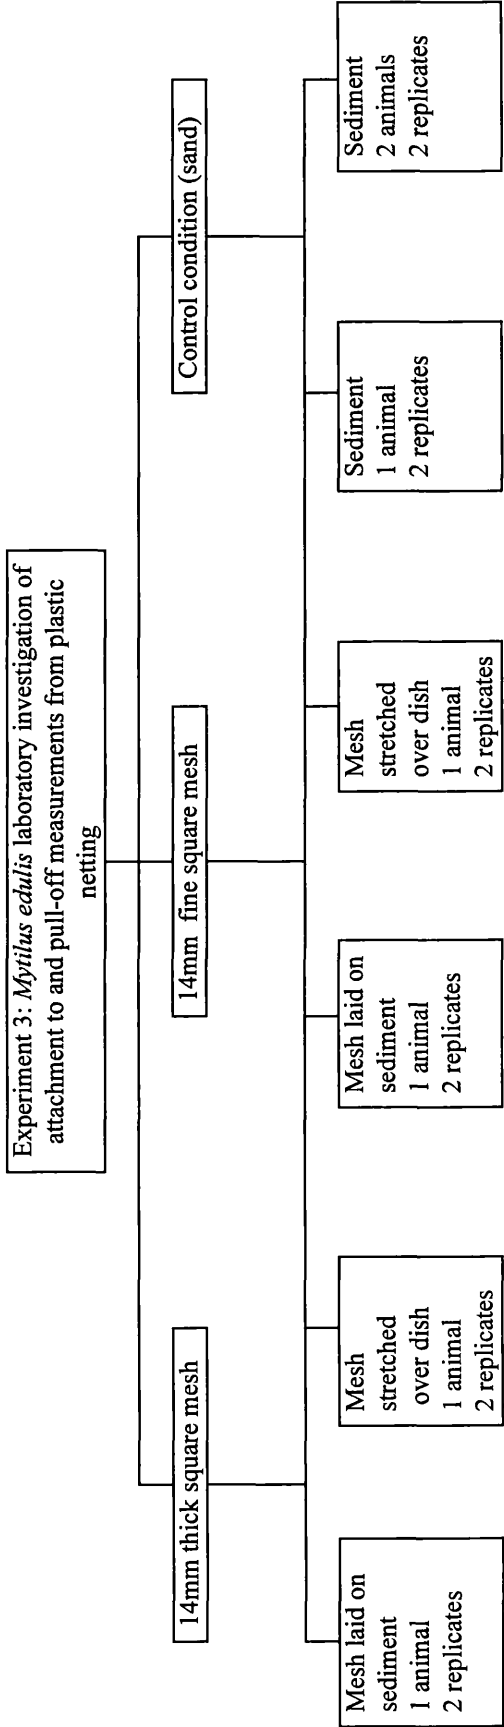 Experiment 3: Mytilus edulis laboratory investigation of
attachment to and pull-off measurements from plastic
netting
14mm thick square mesh
14mm fine square mesh
Control condition (sand)
Mesh laid on
sediment
1 animal
2 replicates
Mesh
stretched
over dish
1 animal
2 replicates
Mesh laid on
sediment
1 animal
2 replicates
Mesh
stretched
over dish
1 animal
2 replicates
Sediment
1 animal
2 replicates
Sediment
2 animals
2 replicates